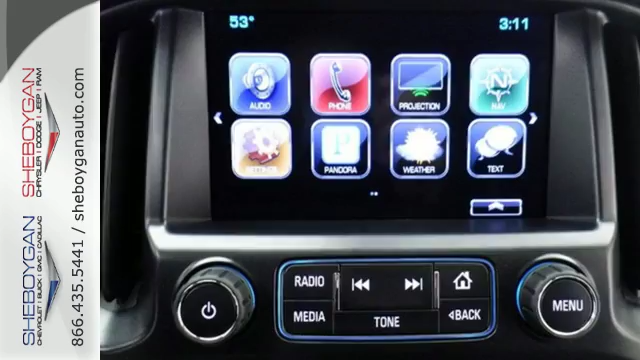 53°
3:11
AUDIO
PHONE
PROJECTION
NAV
PANDORA
WEATHER
TEXT
RADIO
MEDIA
TONE
BACK
MENU
SHEBOYGAN
CHRYSLER | DODGE | JEEP | RAM
SHEBOYGAN
CHEVROLET | BUICK | GMC | CADILLAC
866.435.5441 / sheboyganauto.com